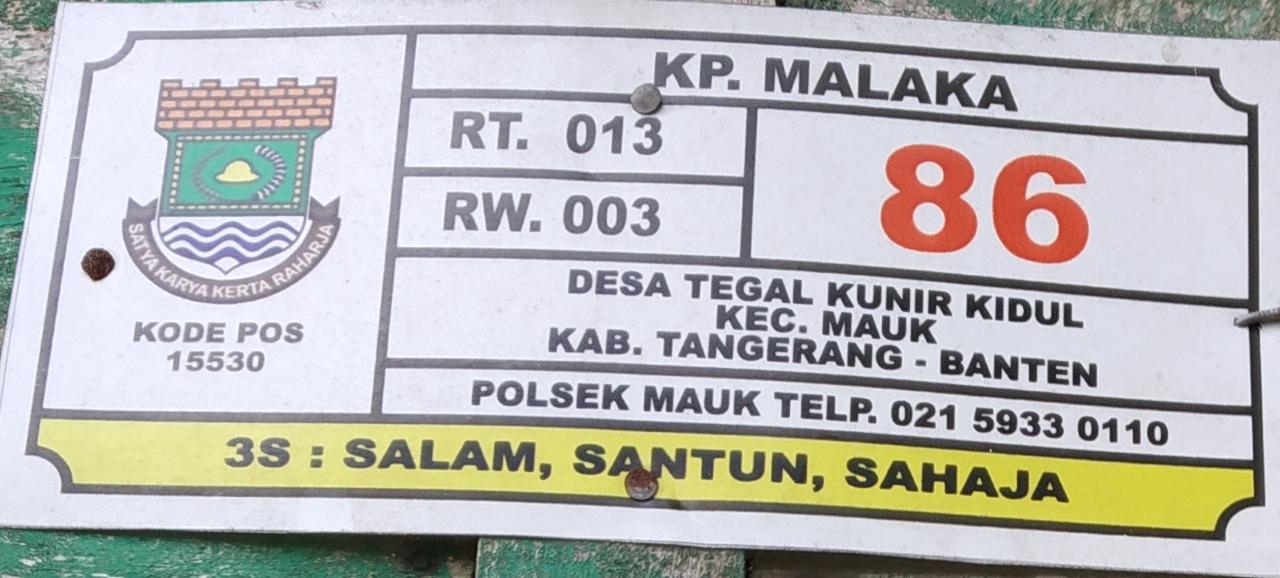 SATYA KARYA KERTA RAHARJA
KODE POS
15530
KP. MALAKA
RT. 013
RW. 003
86
DESA TEGAL KUNIR KIDUL
KEC. MAUK
KAB. TANGERANG - BANTEN
POLSEK MAUK TELP. 021 5933 0110
3S : SALAM, SANTUN, SAHAJA